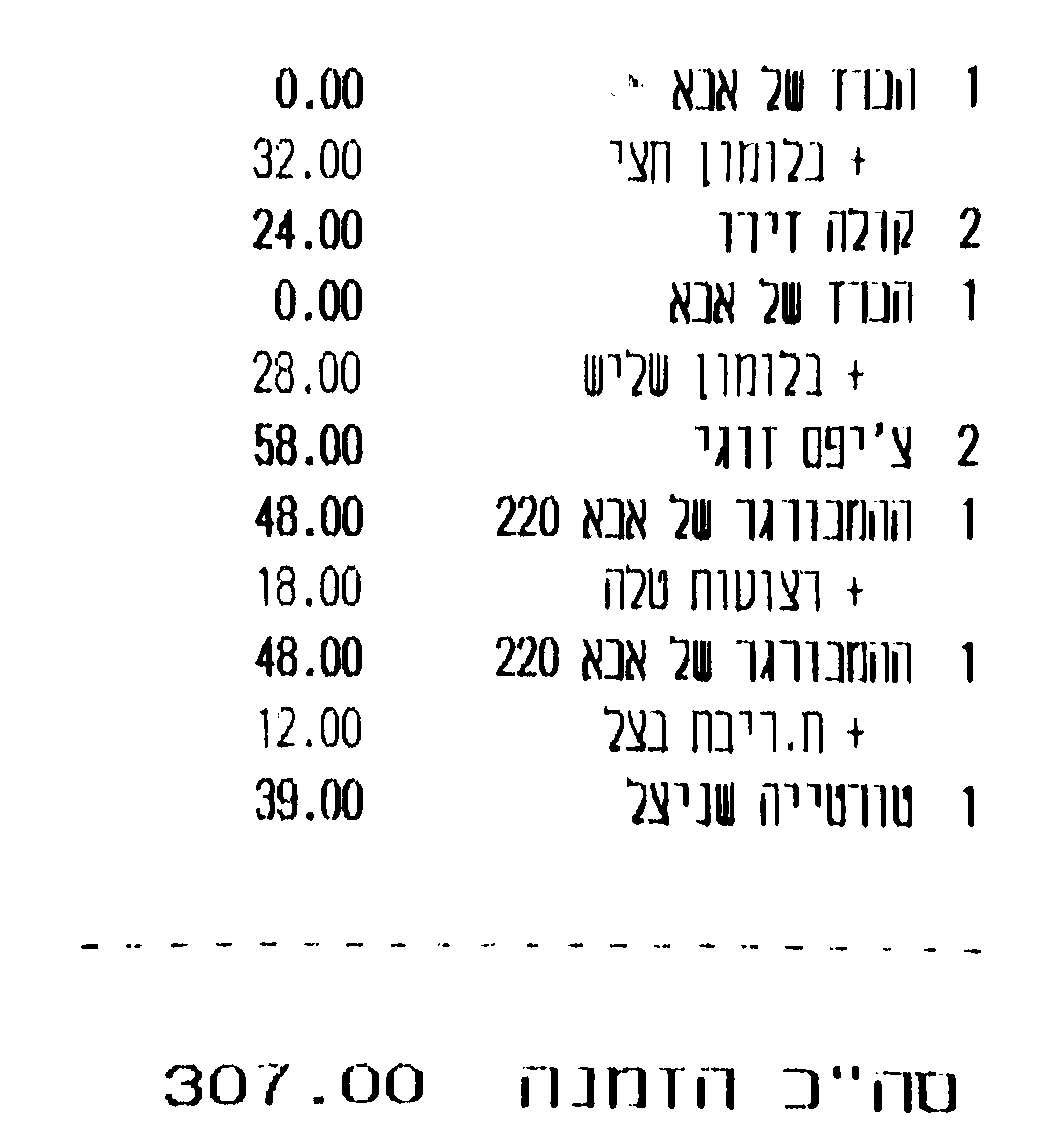 1 הברז של אבא 0.00
+ בלומון חצי 32.00
2 קולה זירו 24.00
1 הברז של אבא 0.00
+ בלומון שליש 28.00
2 צ'יפס זוגי 58.00
1 ההמבורגר של אבא 220 48.00
+ רצועות טלה 18.00
1 ההמבורגר של אבא 220 48.00
+ ת.ריבת בצל 12.00
1 טורטייה שניצל 39.00
סה"כ הזמנה 307.00